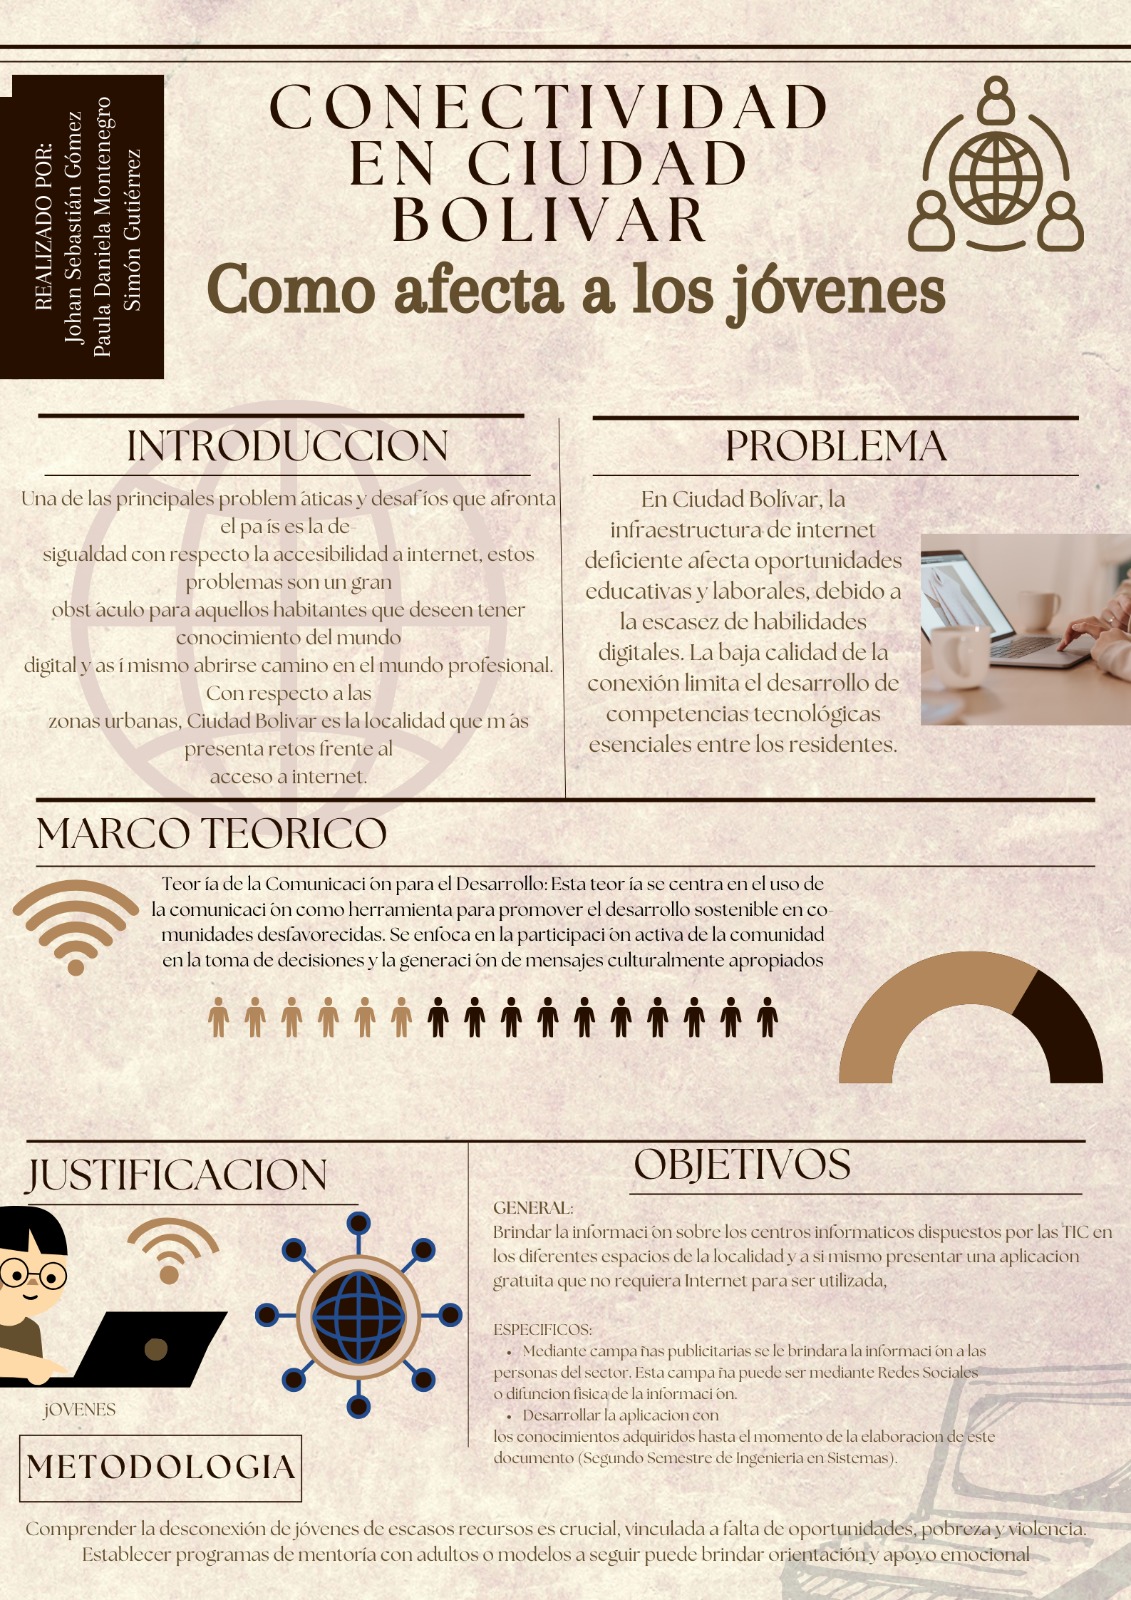 REALIZADO POR:
Johan Sebastián Gómez
Paula Daniela Montenegro
Simón Gutiérrez
CONECTIVIDAD
EN CIUDAD
BOLIVAR
Como afecta a los jóvenes
INTRODUCCION
Una de las principales problem áticas y desaf íos que afronta
el pa ís es la de-
sigualdad con respecto la accesibilidad a internet, estos
problemas son un gran
obst áculo para aquellos habitantes que deseen tener
conocimiento del mundo
digital y as í mismo abrirse camino en el mundo profesional.
Con respecto a las
zonas urbanas, Ciudad Bolivar es la localidad que m ás
presenta retos frente al
acceso a internet.
PROBLEMA
En Ciudad Bolívar, la
infraestructura de internet
deficiente afecta oportunidades
educativas y laborales, debido a
la escasez de habilidades
digitales. La baja calidad de la
conexión limita el desarrollo de
competencias tecnológicas
esenciales entre los residentes.
MARCO TEORICO
Teor ía de la Comunicaci ón para el Desarrollo: Esta teor ía se centra en el uso de
la comunicaci ón como herramienta para promover el desarrollo sostenible en co-
munidades desfavorecidas. Se enfoca en la participaci ón activa de la comunidad
en la toma de decisiones y la generaci ón de mensajes culturalmente apropiados
JUSTIFICACION
jOVENES
OBJETIVOS
GENERAL:
Brindar la informaci ón sobre los centros informaticos dispuestos por las TIC en
los diferentes espacios de la localidad y a si mismo presentar una aplicación
gratuita que no requiera Internet para ser utilizada,
ESPECIFICOS:
• Mediante campa ñas publicitarias se le brindara la informaci ón a las
personas del sector. Esta campa ña puede ser mediante Redes Sociales
o difuncion fisica de la informaci ón.
• Desarrollar la aplicacion con
los conocimientos adquiridos hasta el momento de la elaboracion de este
documento (Segundo Semestre de Ingenieria en Sistemas).
METODOLOGIA
Comprender la desconexión de jóvenes de escasos recursos es crucial, vinculada a falta de oportunidades, pobreza y violencia.
Establecer programas de mentoría con adultos o modelos a seguir puede brindar orientación y apoyo emocional